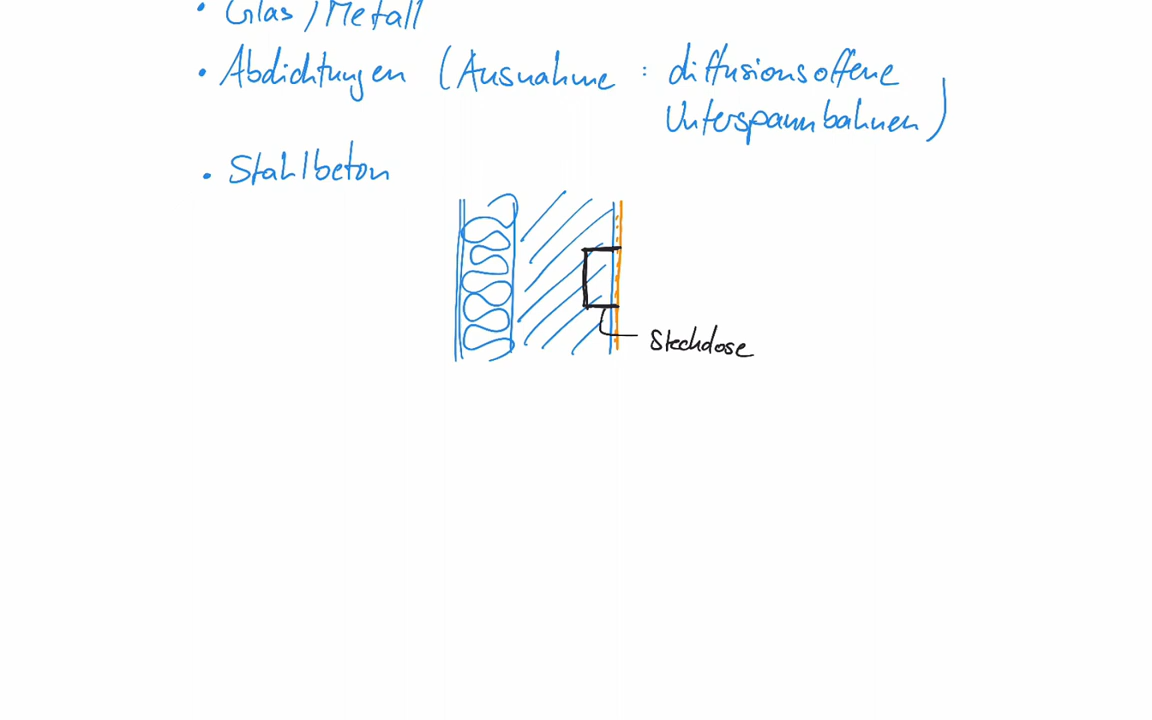 • Glas / Metall
• Abdichtungen (Ausnahme : diffusionsoffene
Unterspannbahnen)
• Stahlbeton
Steckdose